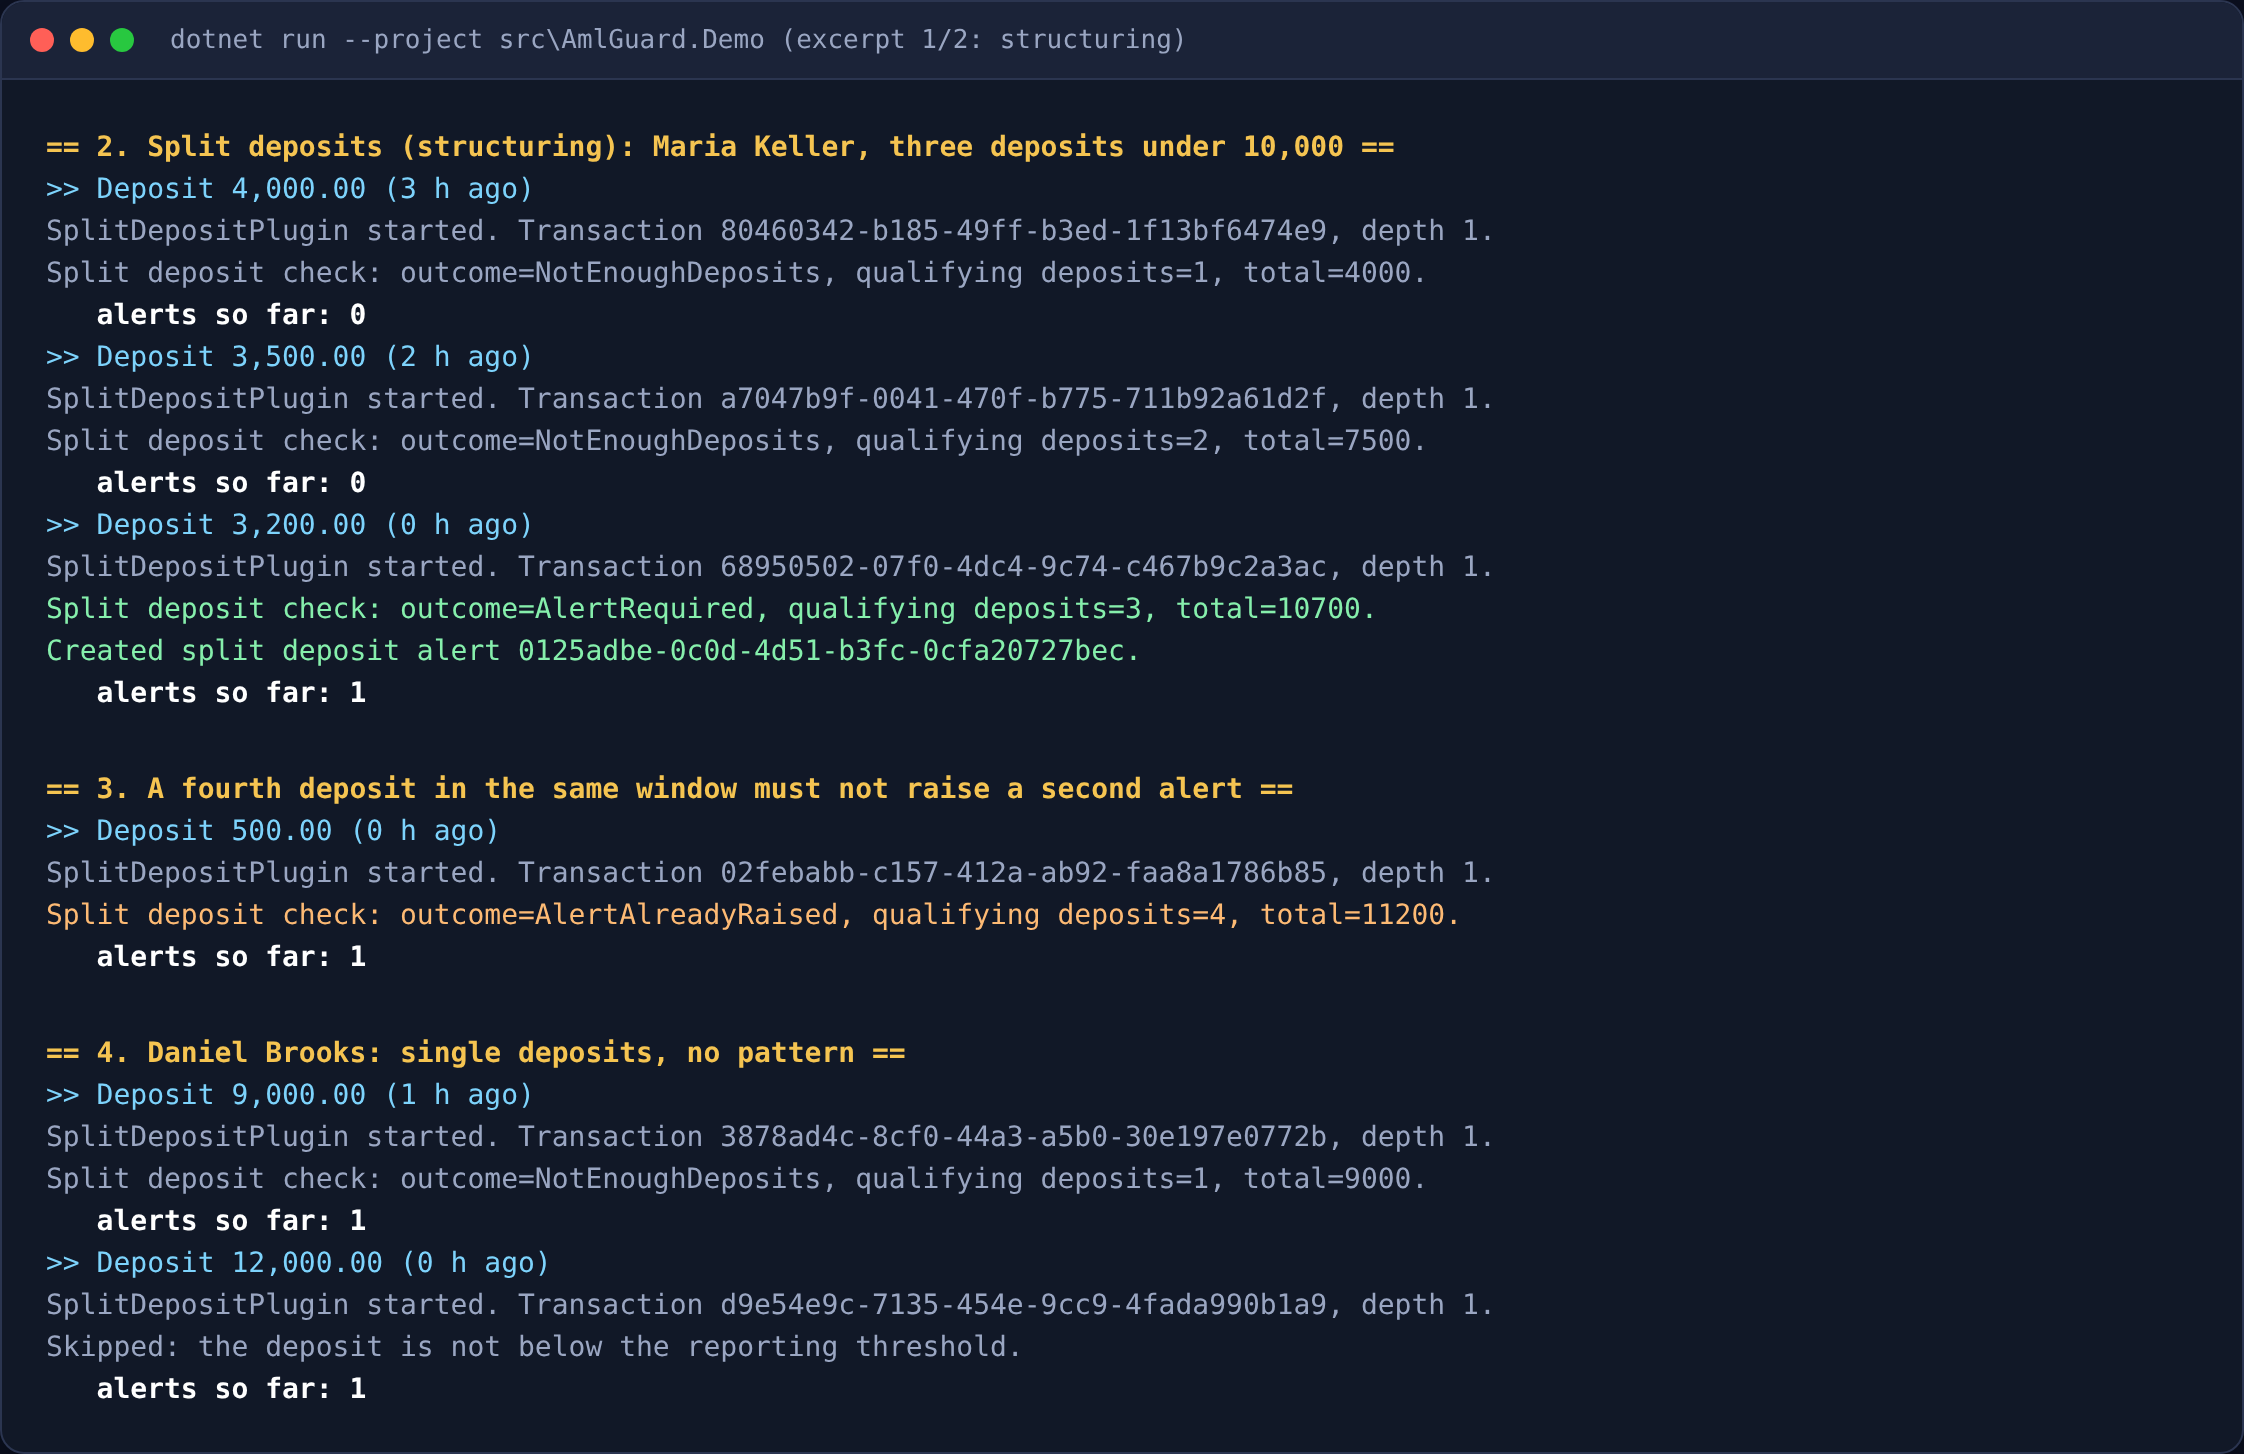 dotnet run --project src\AmlGuard.Demo (excerpt 1/2: structuring)
== 2. Split deposits (structuring): Maria Keller, three deposits under 10,000 ==
>> Deposit 4,000.00 (3 h ago)
SplitDepositPlugin started. Transaction 80460342-b185-49ff-b3ed-1f13bf6474e9, depth 1.
Split deposit check: outcome=NotEnoughDeposits, qualifying deposits=1, total=4000.
alerts so far: 0
>> Deposit 3,500.00 (2 h ago)
SplitDepositPlugin started. Transaction a7047b9f-0041-470f-b775-711b92a61d2f, depth 1.
Split deposit check: outcome=NotEnoughDeposits, qualifying deposits=2, total=7500.
alerts so far: 0
>> Deposit 3,200.00 (0 h ago)
SplitDepositPlugin started. Transaction 68950502-07f0-4dc4-9c74-c467b9c2a3ac, depth 1.
Split deposit check: outcome=AlertRequired, qualifying deposits=3, total=10700.
Created split deposit alert 0125adbe-0c0d-4d51-b3fc-0cfa20727bec.
alerts so far: 1
== 3. A fourth deposit in the same window must not raise a second alert ==
>> Deposit 500.00 (0 h ago)
SplitDepositPlugin started. Transaction 02febabb-c157-412a-ab92-faa8a1786b85, depth 1.
Split deposit check: outcome=AlertAlreadyRaised, qualifying deposits=4, total=11200.
alerts so far: 1
== 4. Daniel Brooks: single deposits, no pattern ==
>> Deposit 9,000.00 (1 h ago)
SplitDepositPlugin started. Transaction 3878ad4c-8cf0-44a3-a5b0-30e197e0772b, depth 1.
Split deposit check: outcome=NotEnoughDeposits, qualifying deposits=1, total=9000.
alerts so far: 1
>> Deposit 12,000.00 (0 h ago)
SplitDepositPlugin started. Transaction d9e54e9c-7135-454e-9cc9-4fada990b1a9, depth 1.
Skipped: the deposit is not below the reporting threshold.
alerts so far: 1